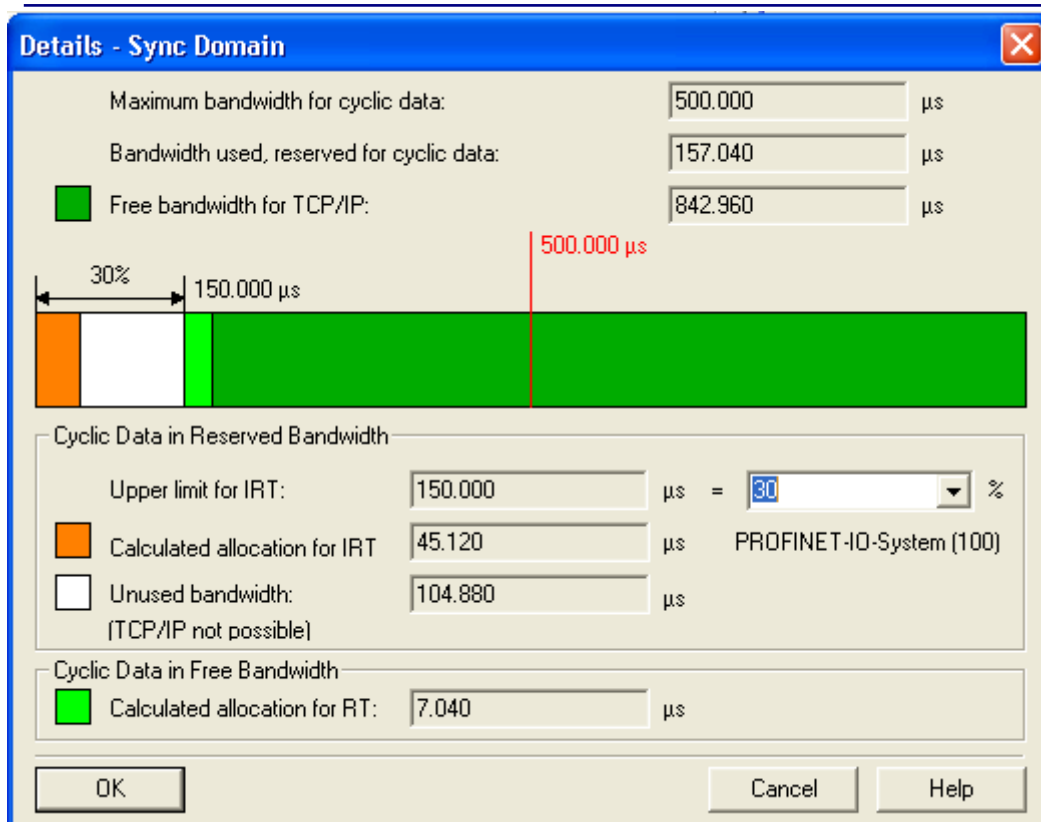 Details - Sync Domain
Maximum bandwidth for cyclic data: 500.000 µs
Bandwidth used, reserved for cyclic data: 157.040 µs
Free bandwidth for TCP/IP: 842.960 µs
500.000 µs
30% 150.000 µs
Cyclic Data in Reserved Bandwidth
Upper limit for IRT: 150.000 µs = 30 %
Calculated allocation for IRT 45.120 µs PROFINET-IO-System (100)
Unused bandwidth: 104.880 µs
(TCP/IP not possible)
Cyclic Data in Free Bandwidth
Calculated allocation for RT: 7.040 µs
OK Cancel Help